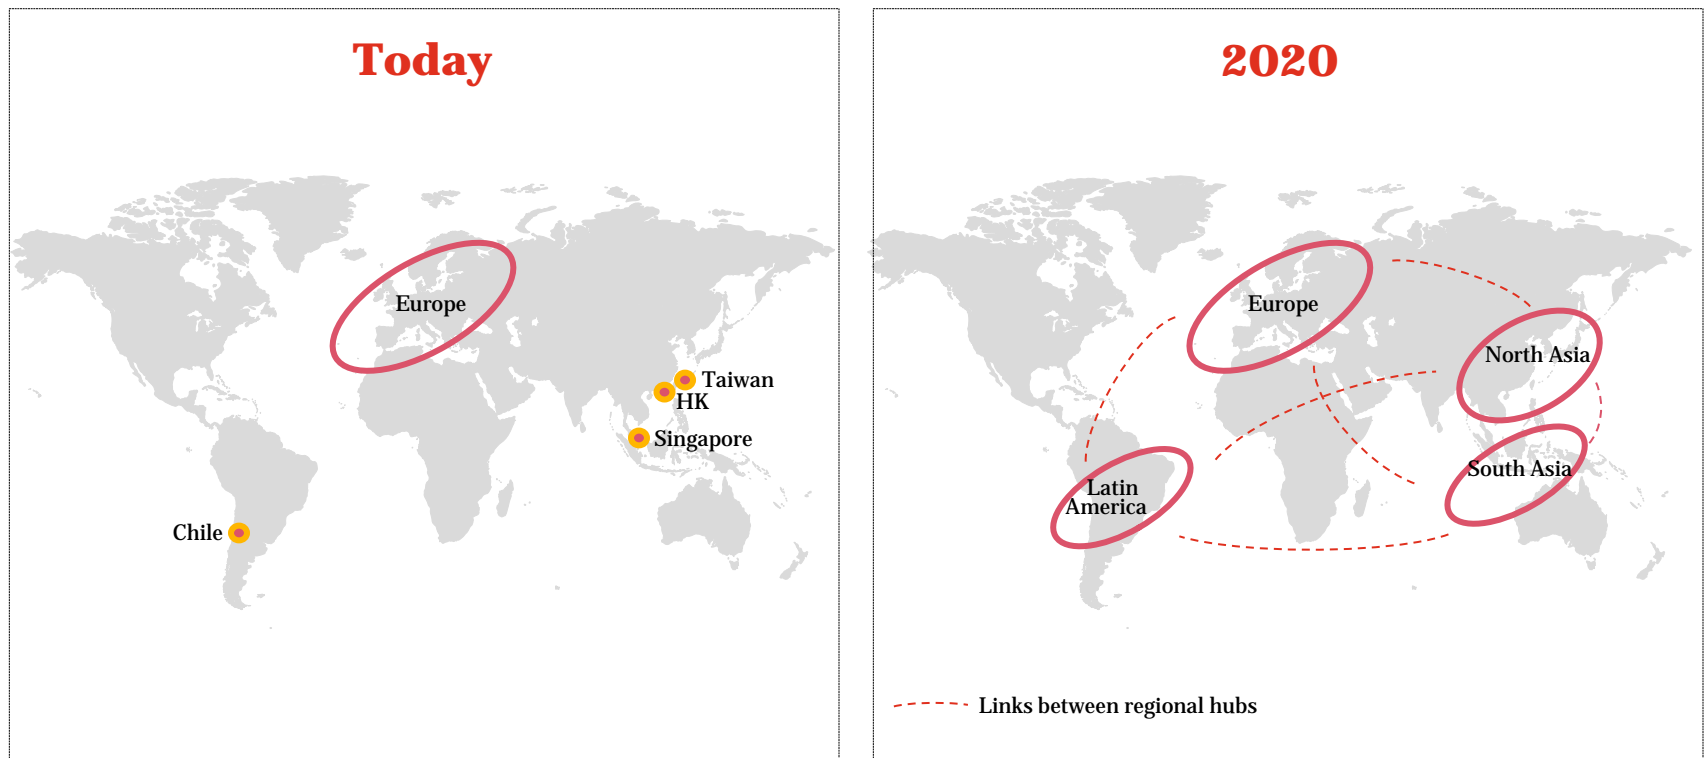 Today
Europe
Taiwan
HK
Singapore
Chile
2020
Europe
North Asia
South Asia
Latin
America
Links between regional hubs